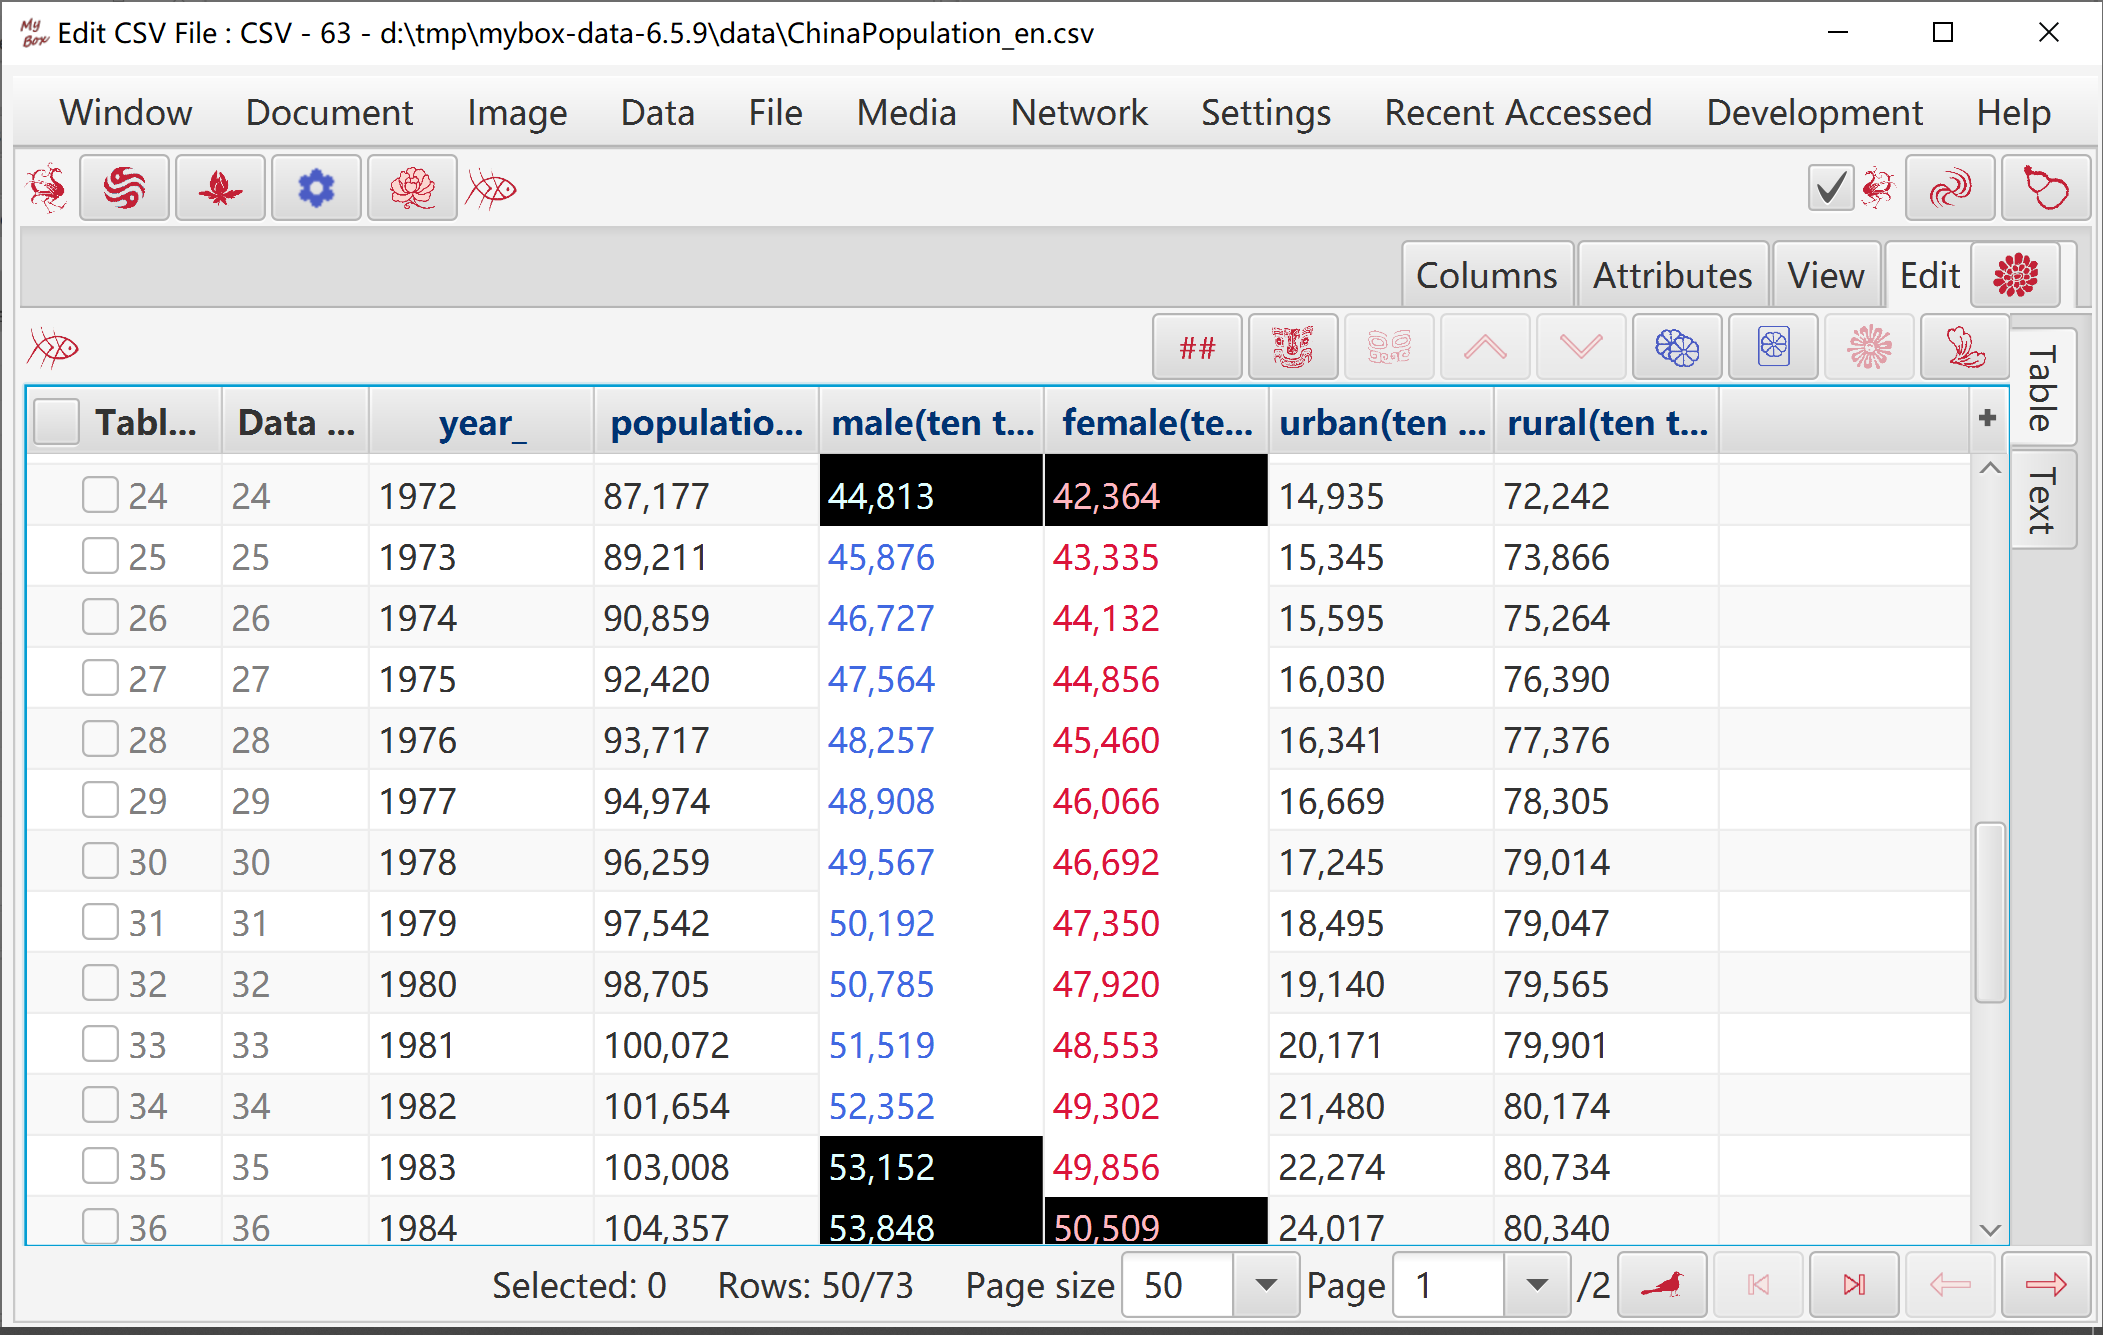 My Box Edit CSV File : CSV - 63 - d:\tmp\mybox-data-6.5.9\data\ChinaPopulation_en.csv
Window Document Image Data File Media Network Settings Recent Accessed Development Help
Columns Attributes View Edit
##
Table
Text
Tabl... Data ... year_ populatio... male(ten t... female(te... urban(ten ... rural(ten t... +
24 24 1972 87,177 44,813 42,364 14,935 72,242
25 25 1973 89,211 45,876 43,335 15,345 73,866
26 26 1974 90,859 46,727 44,132 15,595 75,264
27 27 1975 92,420 47,564 44,856 16,030 76,390
28 28 1976 93,717 48,257 45,460 16,341 77,376
29 29 1977 94,974 48,908 46,066 16,669 78,305
30 30 1978 96,259 49,567 46,692 17,245 79,014
31 31 1979 97,542 50,192 47,350 18,495 79,047
32 32 1980 98,705 50,785 47,920 19,140 79,565
33 33 1981 100,072 51,519 48,553 20,171 79,901
34 34 1982 101,654 52,352 49,302 21,480 80,174
35 35 1983 103,008 53,152 49,856 22,274 80,734
36 36 1984 104,357 53,848 50,509 24,017 80,340
Selected: 0 Rows: 50/73 Page size 50 Page 1 /2